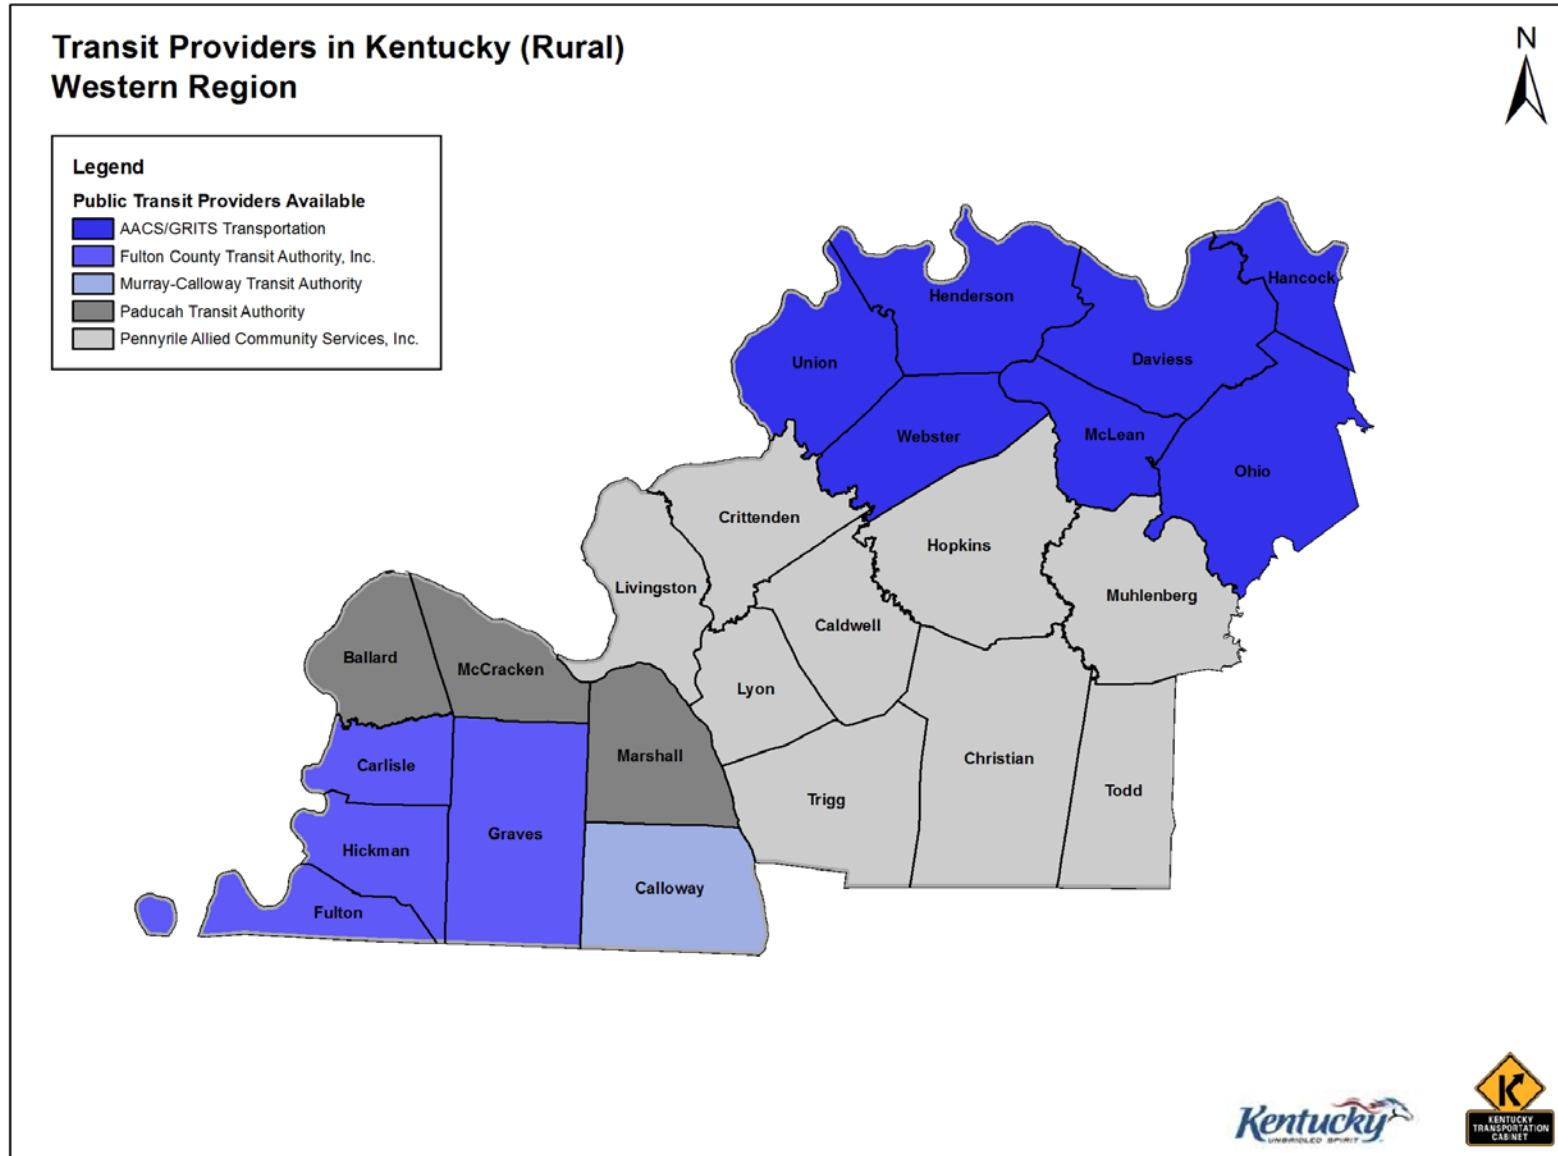 Transit Providers in Kentucky (Rural)
Western Region
N
Legend
Public Transit Providers Available
AACS/GRITS Transportation
Fulton County Transit Authority, Inc.
Murray-Calloway Transit Authority
Paducah Transit Authority
Pennyrile Allied Community Services, Inc.
Hancock
Henderson
Daviess
Union
Webster
McLean
Ohio
Crittenden
Hopkins
Livingston
Muhlenberg
Caldwell
Ballard
McCracken
Lyon
Marshall
Christian
Carlisle
Todd
Trigg
Graves
Hickman
Calloway
Fulton
Kentucky
UNBRIDLED SPIRIT
K
KENTUCKY
TRANSPORTATION
CABINET